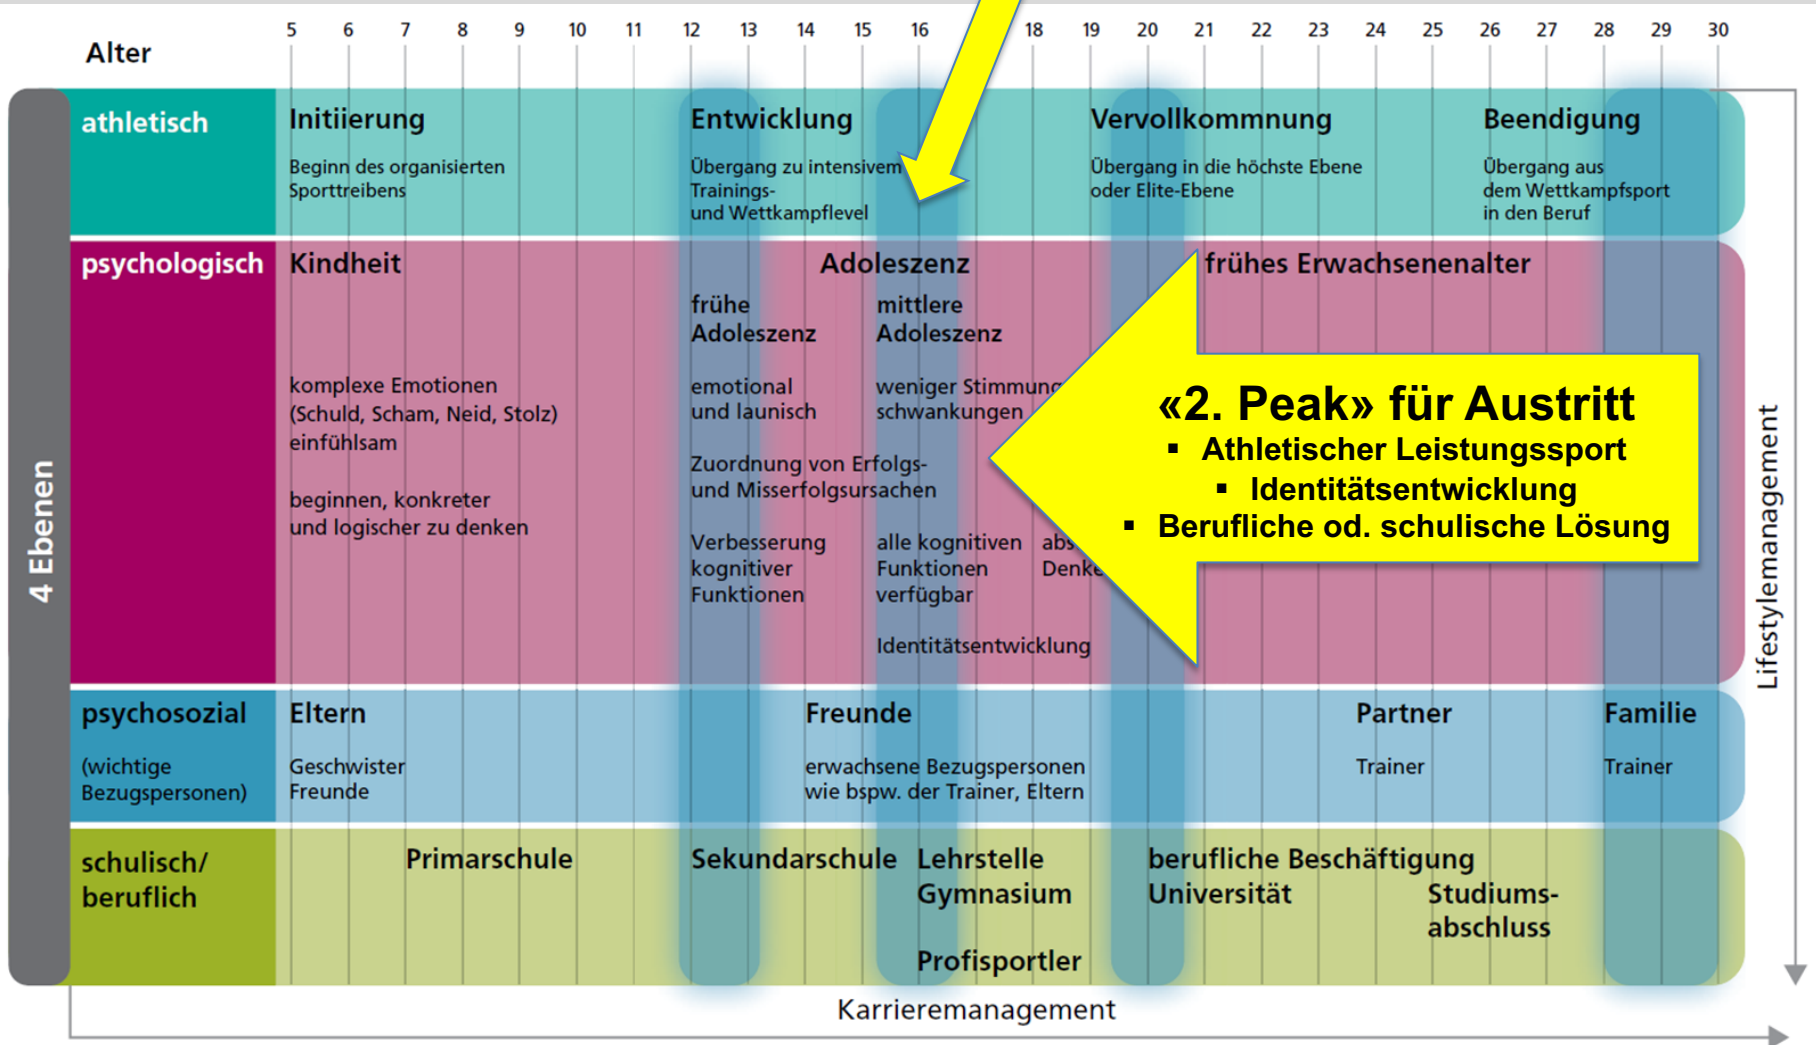 Alter
5 6 7 8 9 10 11 12 13 14 15 16 18 19 20 21 22 23 24 25 26 27 28 29 30
4 Ebenen
athletisch
Initiierung
Beginn des organisierten
Sporttreibens
Entwicklung
Übergang zu intensivem
Trainings-
und Wettkampflevel
Vervollkommnung
Übergang in die höchste Ebene
oder Elite-Ebene
Beendigung
Übergang aus
dem Wettkampfsport
in den Beruf
psychologisch
Kindheit
komplexe Emotionen
(Schuld, Scham, Neid, Stolz)
einfühlsam
beginnen, konkreter
und logischer zu denken
Adoleszenz
frühe
Adoleszenz
emotional
und launisch
Zuordnung von Erfolgs-
und Misserfolgsursachen
Verbesserung
kognitiver
Funktionen
mittlere
Adoleszenz
weniger Stimmung
schwankungen
alle kognitiven
Funktionen
verfügbar
abs
Denke
Identitätsentwicklung
frühes Erwachsenenalter
«2. Peak» für Austritt
▪ Athletischer Leistungssport
▪ Identitätsentwicklung
▪ Berufliche od. schulische Lösung
psychosozial
(wichtige
Bezugspersonen)
Eltern
Geschwister
Freunde
Freunde
erwachsene Bezugspersonen
wie bspw. der Trainer, Eltern
Partner
Trainer
Familie
Trainer
schulisch/
beruflich
Primarschule
Sekundarschule
Lehrstelle
Gymnasium
Profisportler
berufliche Beschäftigung
Universität
Studiums-
abschluss
Lifestylemanagement
Karrieremanagement